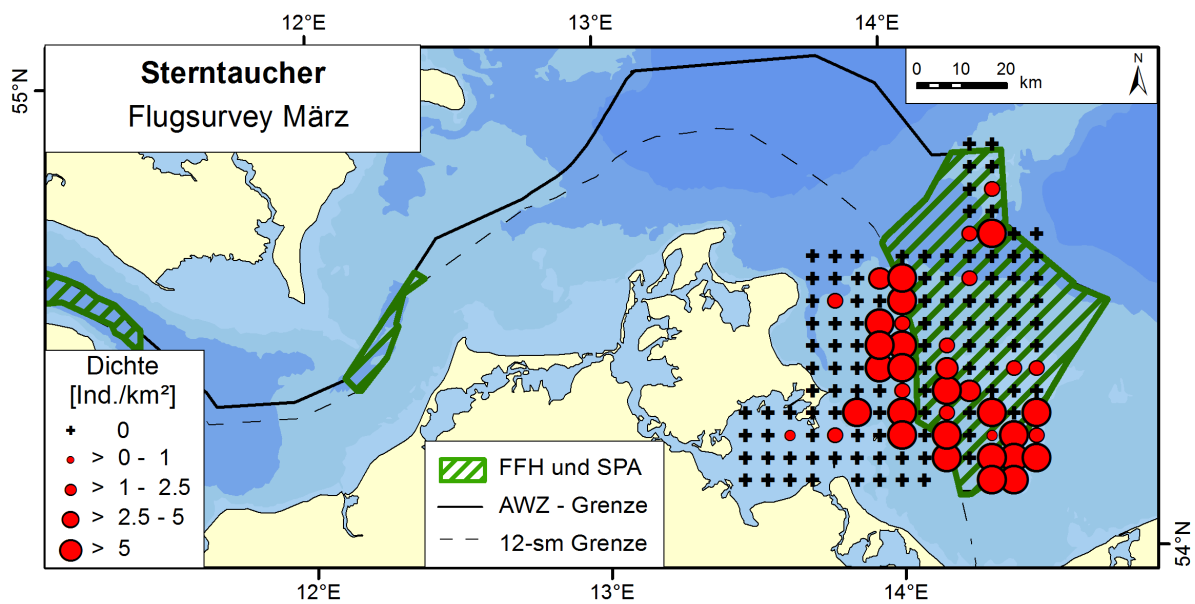 12°E 13°E 14°E
55°N
Sterntaucher
Flugsurvey März
0 10 20
km
N
Dichte
[Ind./km²]
0
> 0 - 1
> 1 - 2.5
> 2.5 - 5
> 5
FFH und SPA
AWZ - Grenze
12-sm Grenze
54°N
12°E 13°E 14°E